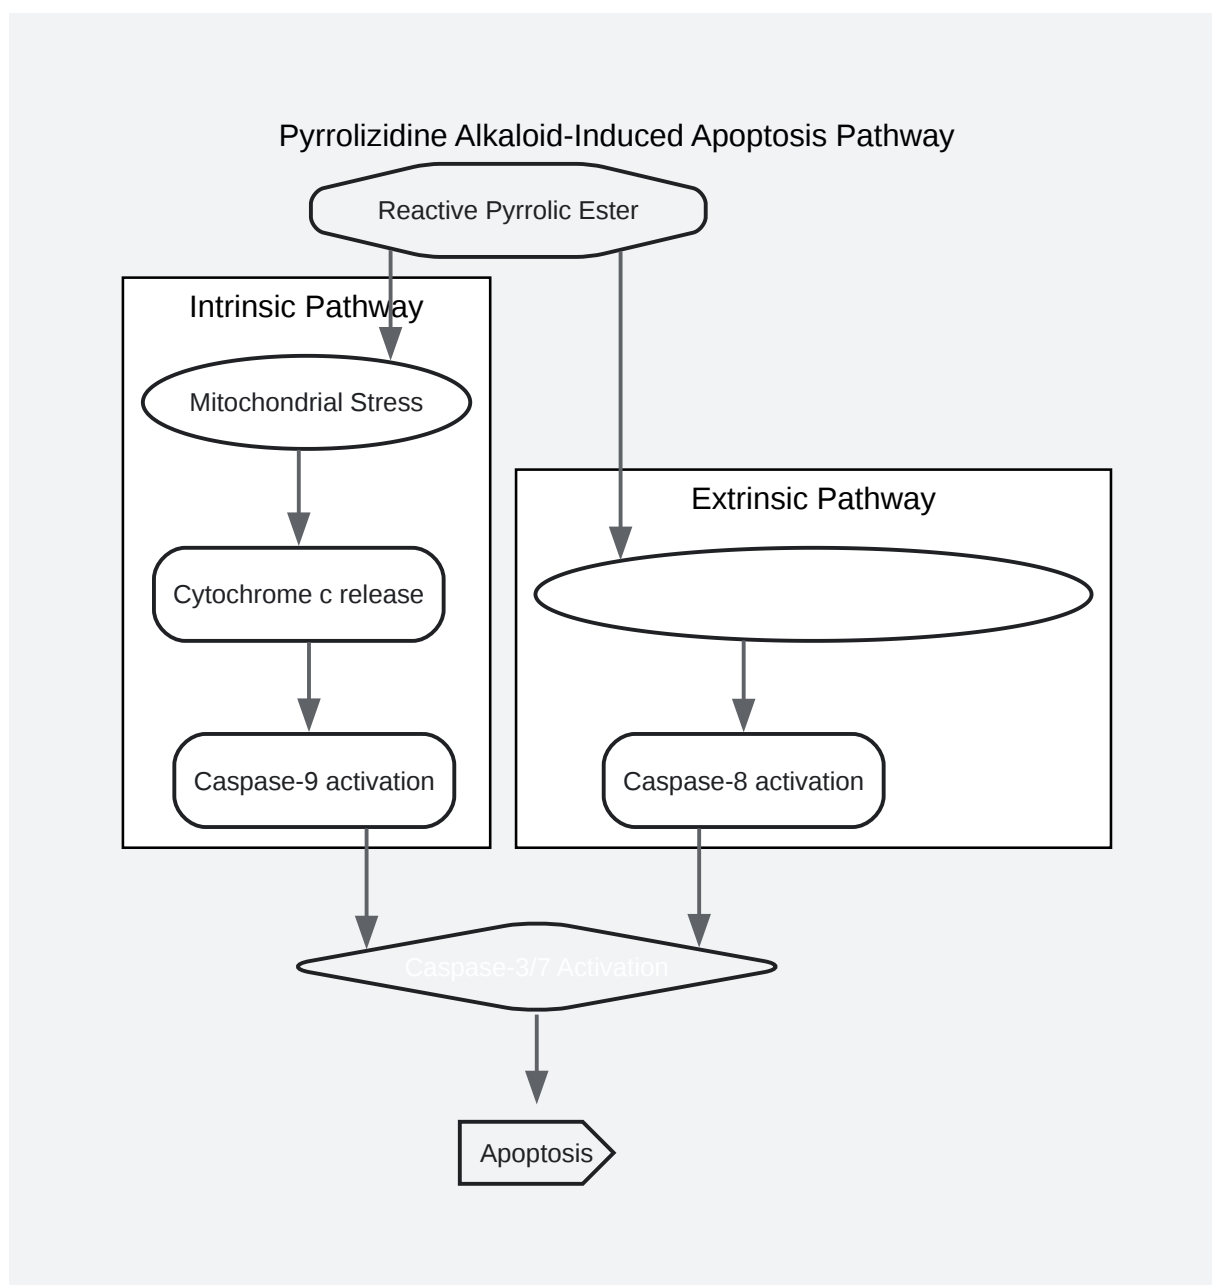 Pyrrolizidine Alkaloid-Induced Apoptosis Pathway
Reactive Pyrrolic Ester
Intrinsic Pathway
Mitochondrial Stress
Cytochrome c release
Caspase-9 activation
Extrinsic Pathway
Caspase-8 activation
Caspase-3/7 Activation
Apoptosis